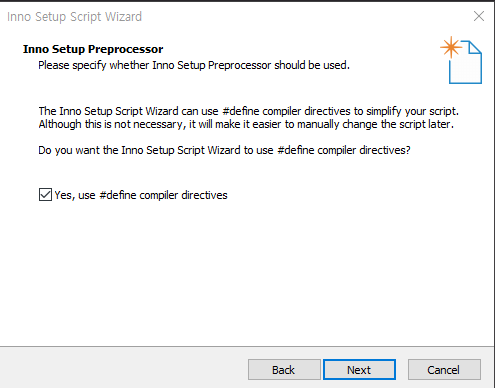 Inno Setup Script Wizard
Inno Setup Preprocessor
Please specify whether Inno Setup Preprocessor should be used.
The Inno Setup Script Wizard can use #define compiler directives to simplify your script.
Although this is not necessary, it will make it easier to manually change the script later.
Do you want the Inno Setup Script Wizard to use #define compiler directives?
Yes, use #define compiler directives
Back Next Cancel